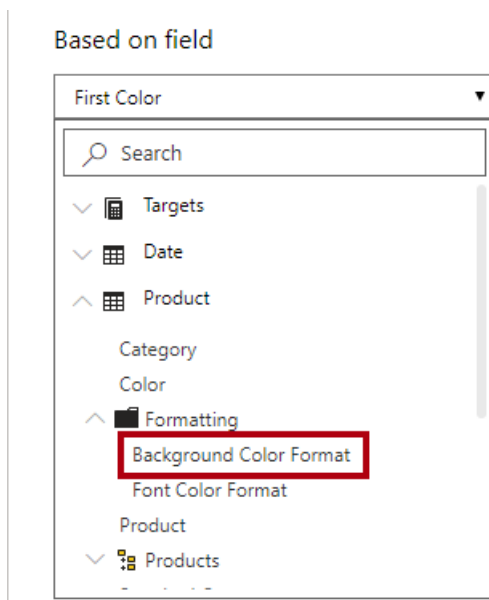 Based on field
First Color
Search
Targets
Date
Product
Category
Color
Formatting
Background Color Format
Font Color Format
Product
Products